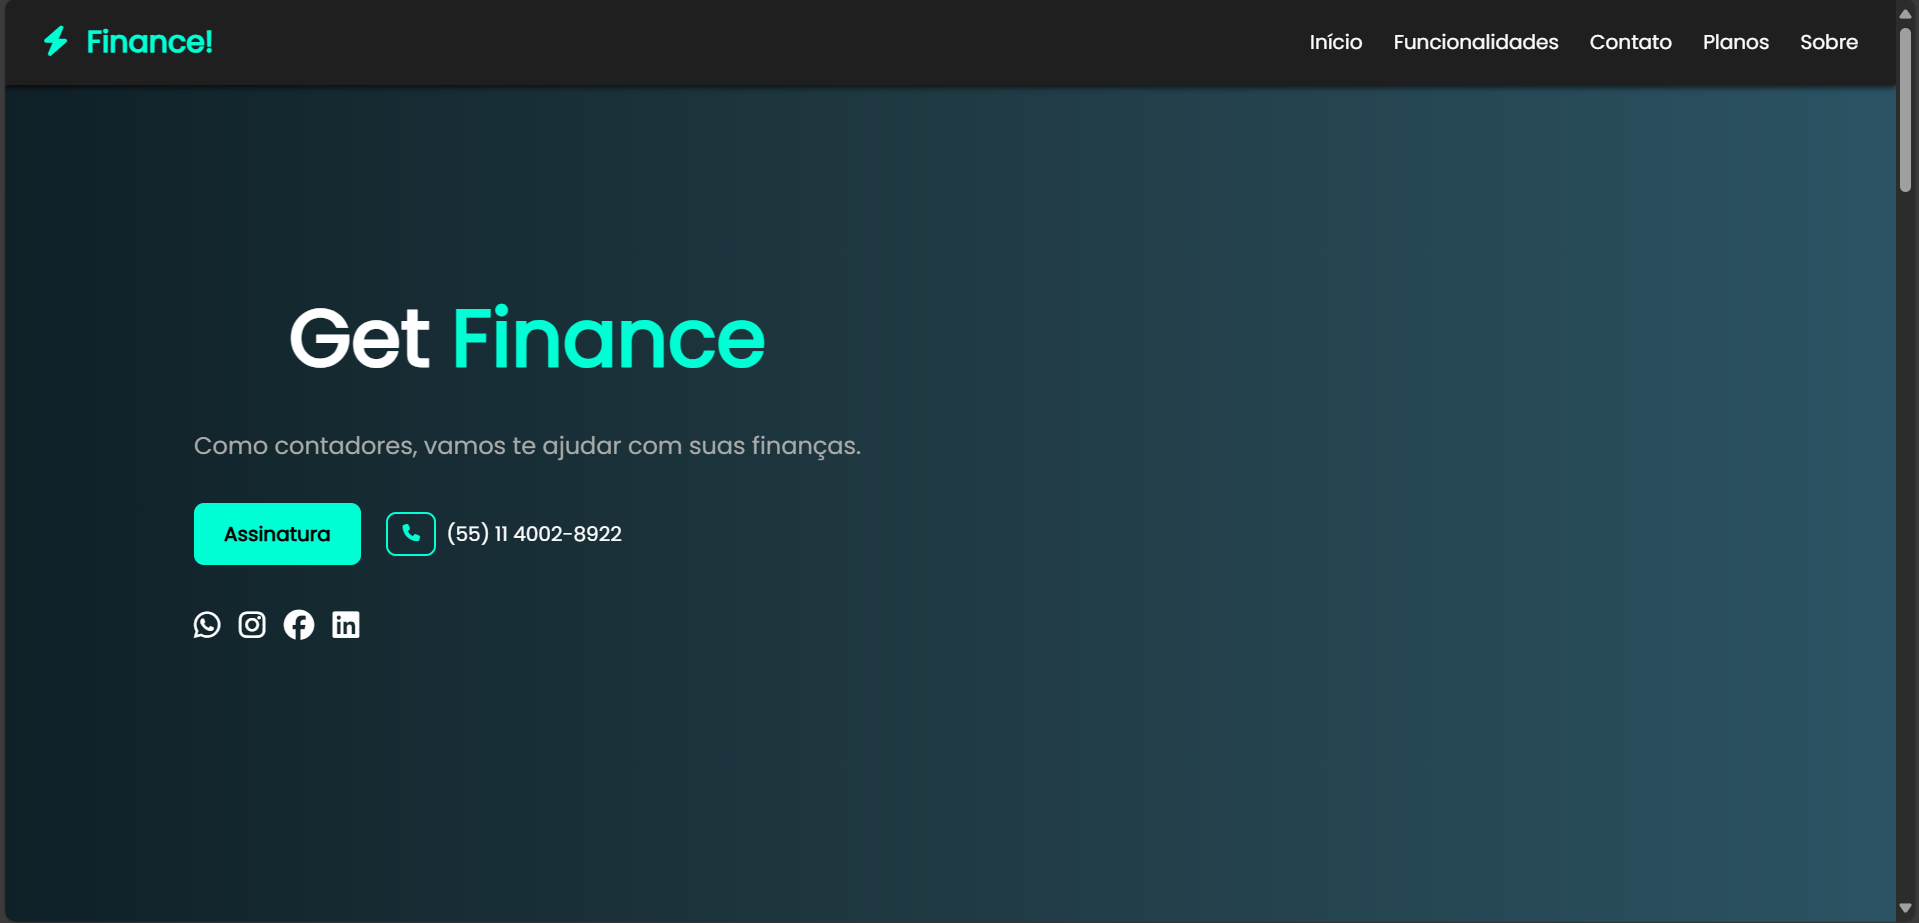 Finance!
Início Funcionalidades Contato Planos Sobre
Get Finance
Como contadores, vamos te ajudar com suas finanças.
Assinatura (55) 11 4002-8922